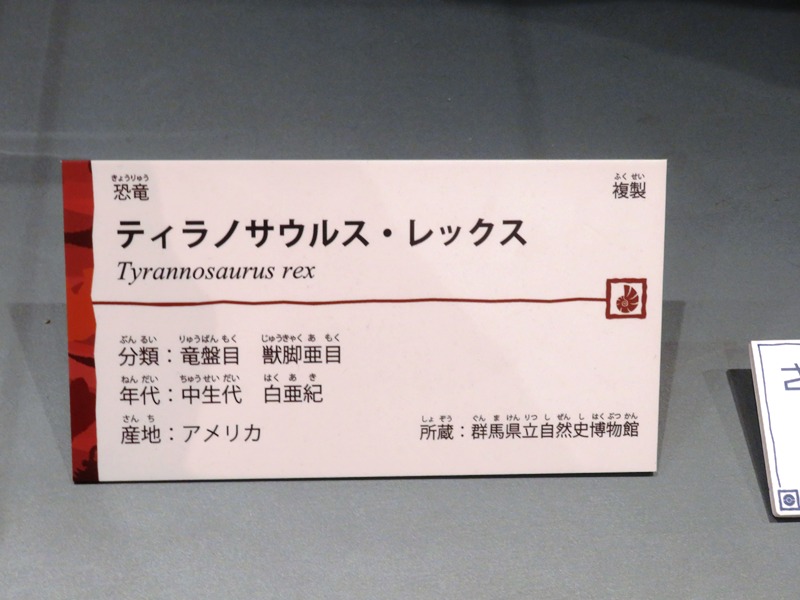 きょうりゅう
恐竜
ふくせい
複製
ティラノサウルス・レックス
Tyrannosaurus rex
ぶんるい りゅうばんもく じゅうきゃくあもく
分類：竜盤目 獣脚亜目
ねんだい ちゅうせいだい はくあき
年代：中生代 白亜紀
さんち
産地：アメリカ
しょぞう ぐんまけんりつしぜんしはくぶつかん
所蔵：群馬県立自然史博物館